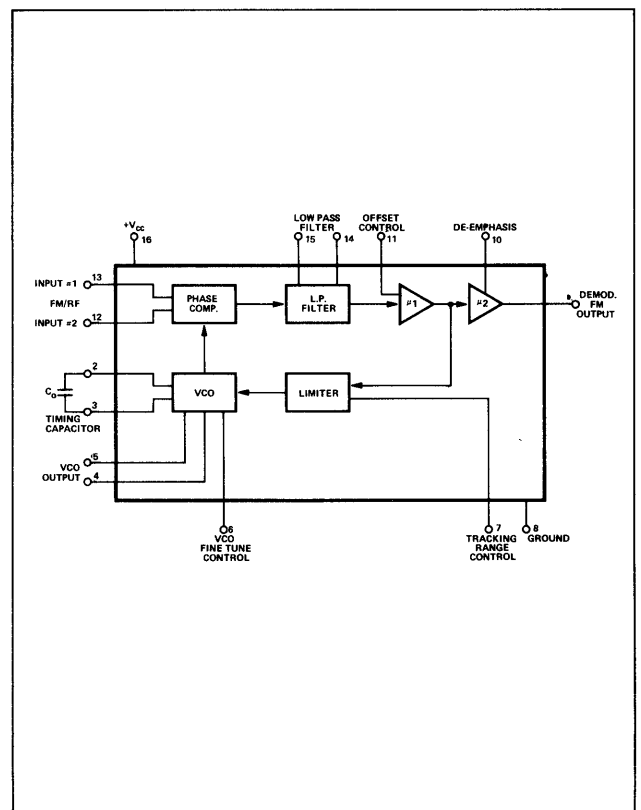 +Vcc
16
LOW PASS
FILTER
15 14
OFFSET
CONTROL
11
DE-EMPHASIS
10
INPUT #1 13
FM/RF
INPUT #2 12
PHASE
COMP.
L.P.
FILTER
#1
#2
DEMOD.
FM
OUTPUT
2
Co
3
TIMING
CAPACITOR
VCO
LIMITER
5
VCO
OUTPUT 4
6
VCO
FINE TUNE
CONTROL
7
TRACKING
RANGE
CONTROL
8 GROUND